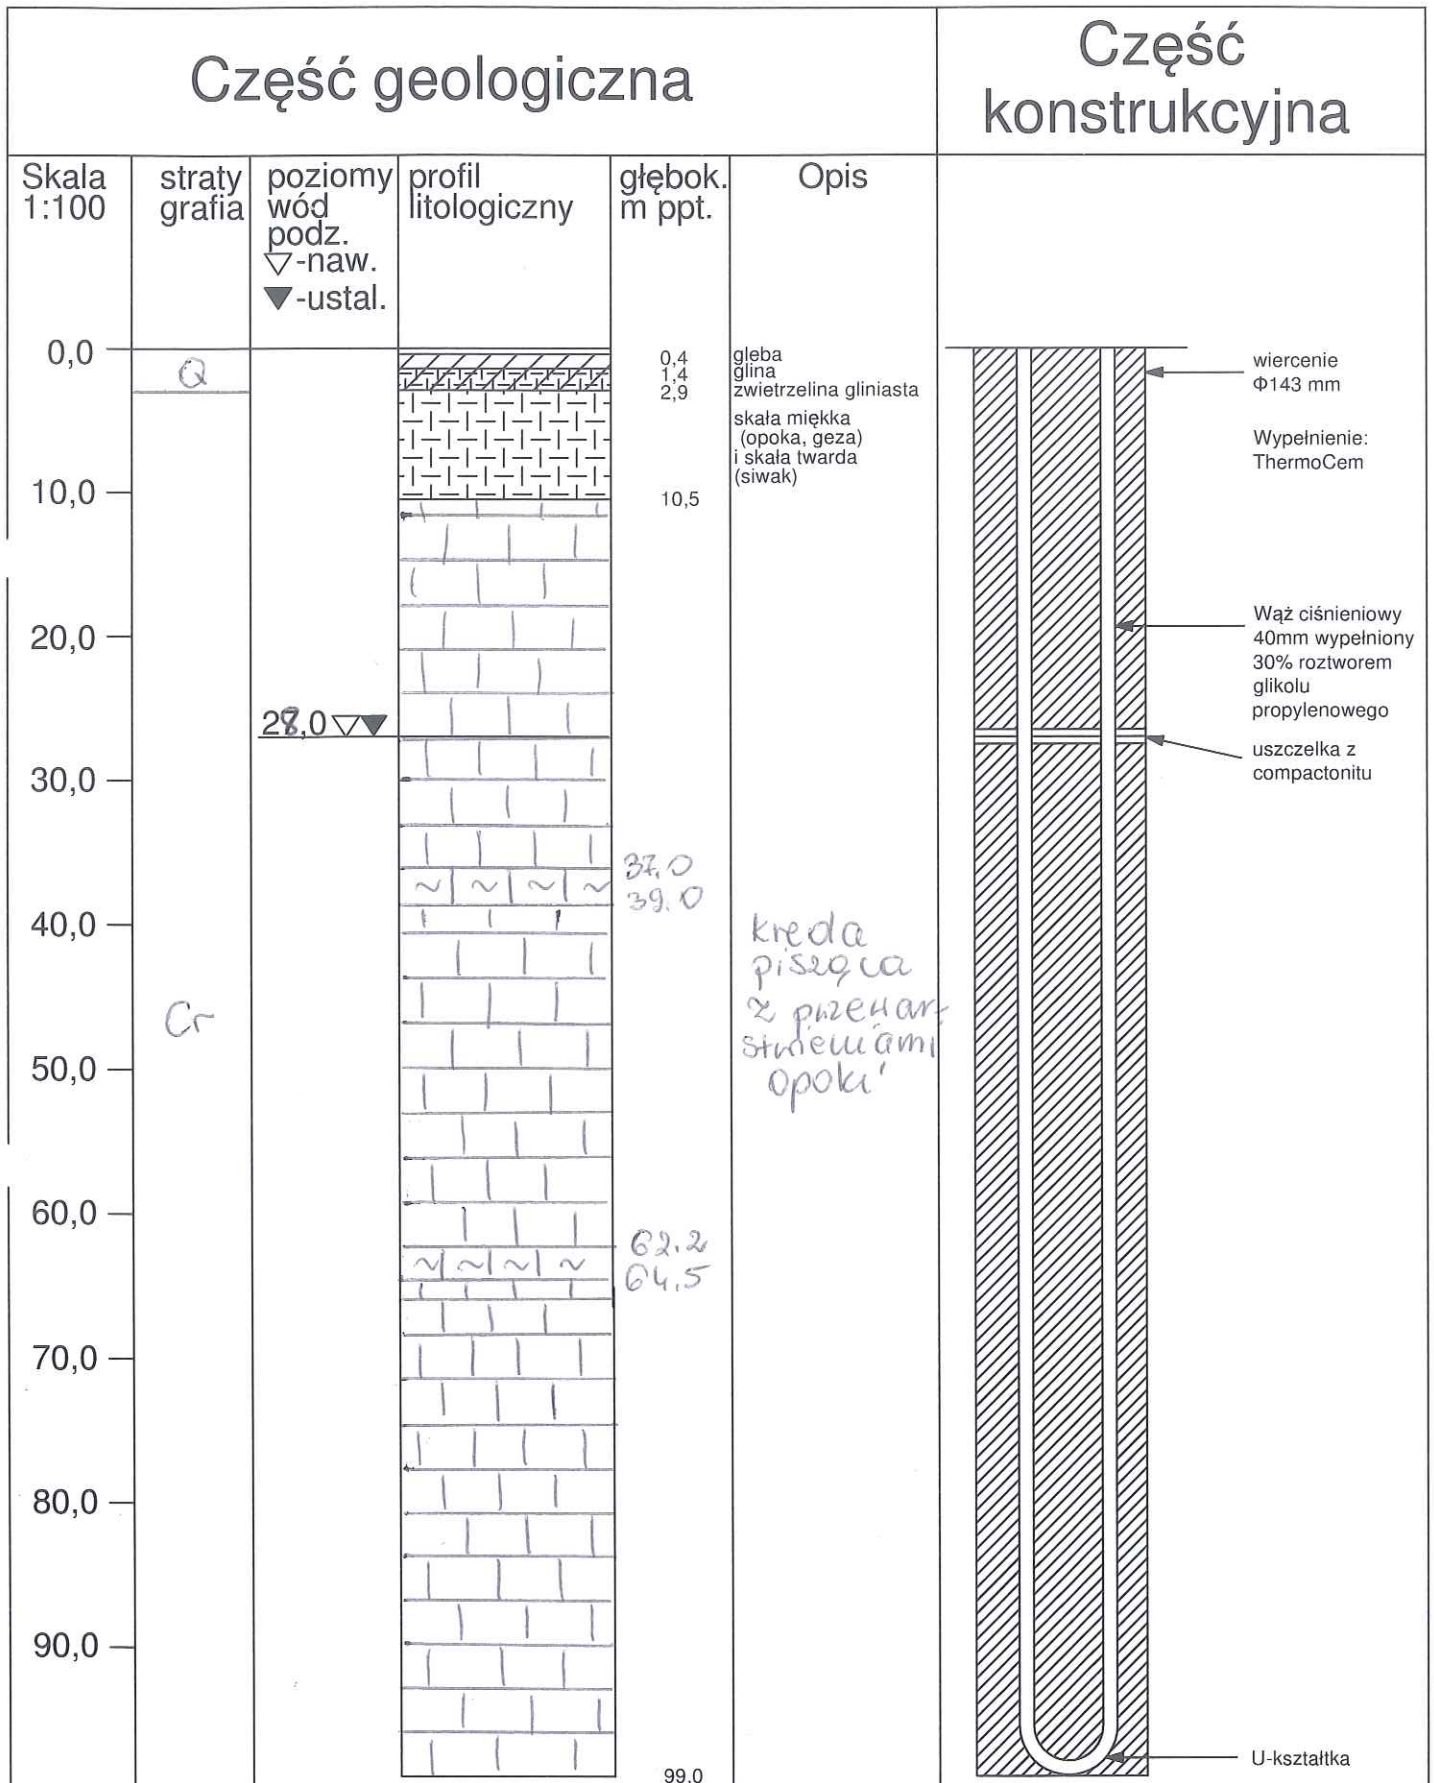 Część geologiczna
Część
konstrukcyjna
Skala
1:100
straty
grafia
poziomy
wód
podz.
▽-naw.
▼-ustal.
profil
litologiczny
głębok.
m ppt.
Opis
0,0
10,0
20,0
30,0
40,0
50,0
60,0
70,0
80,0
90,0
Q
Cr
28,0
0,4
1,4
2,9
10,5
37.0
39.0
62.2
64.5
99,0
gleba
glina
zwietrzelina gliniasta
skała miękka
(opoka, geza)
i skała twarda
(siwak)
kreda
pisząca
z przewar-
stwieniami
opoki
wiercenie
Φ143 mm
Wypełnienie:
ThermoCem
Wąż ciśnieniowy
40mm wypełniony
30% roztworem
glikolu
propylenowego
uszczelka z
compactonitu
U-kształtka